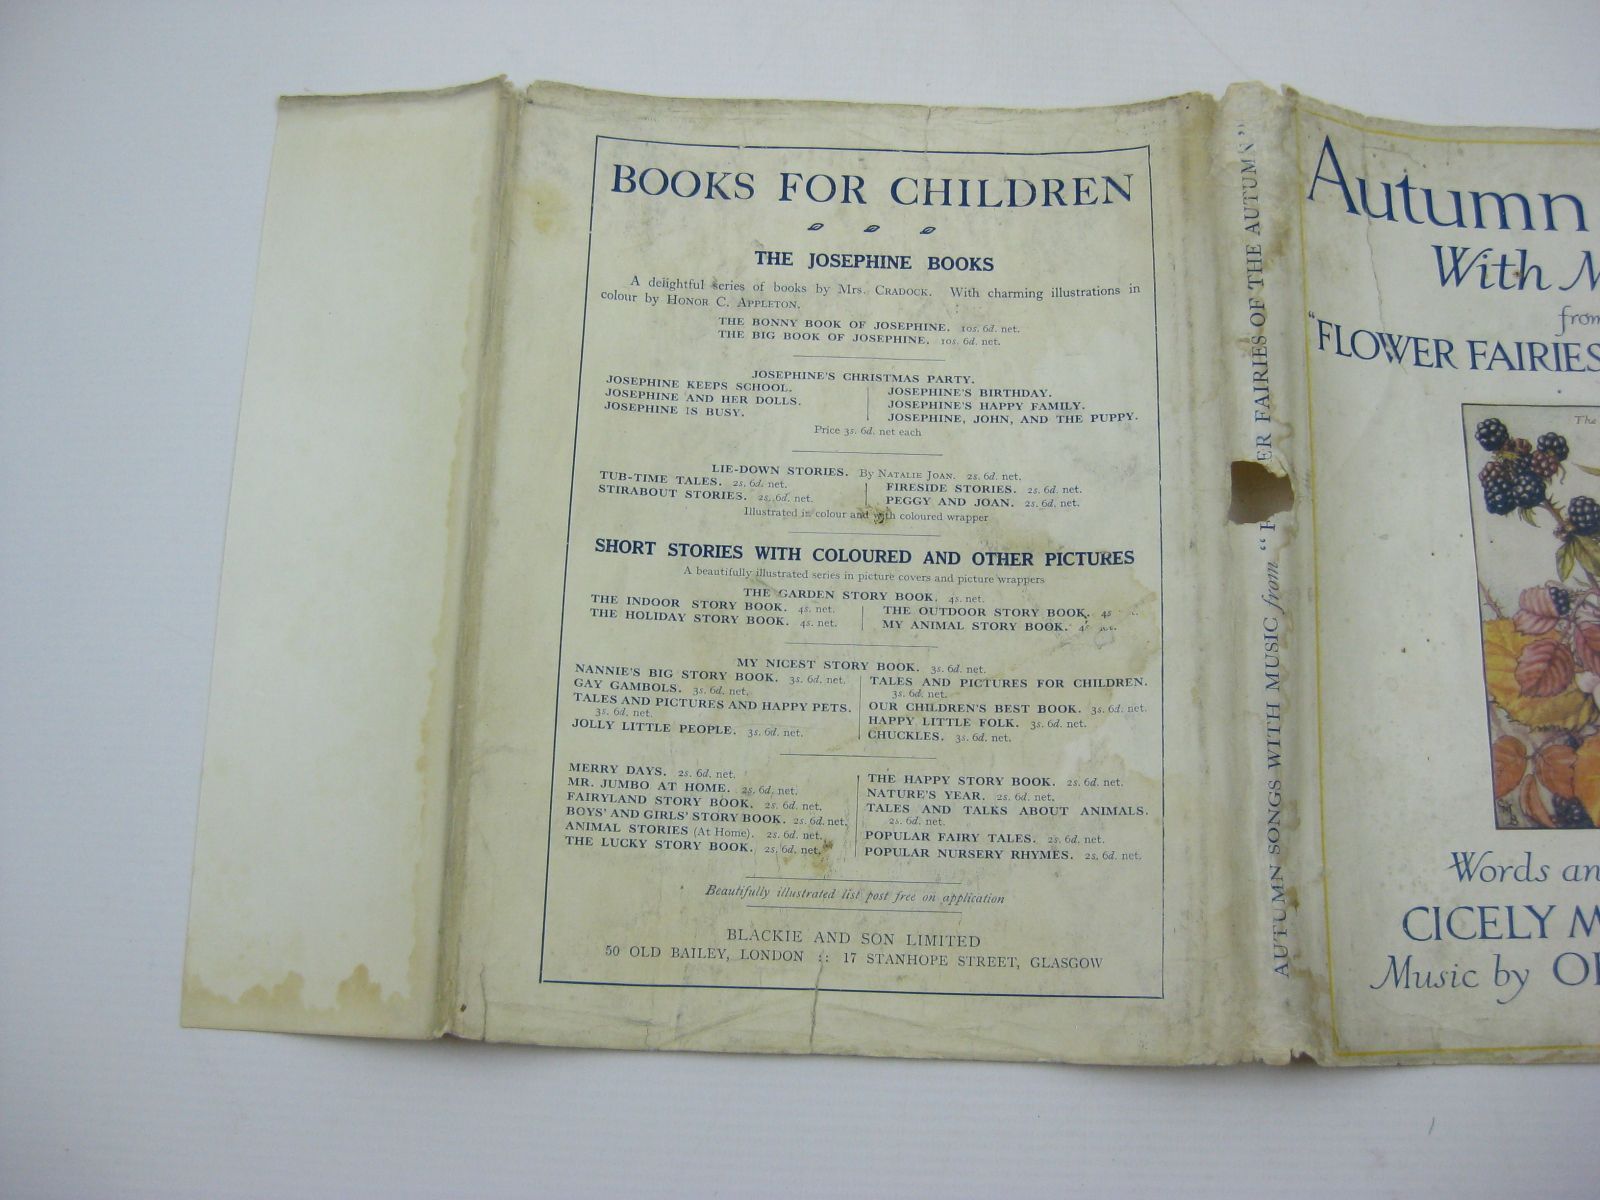 BOOKS FOR CHILDREN
THE JOSEPHINE BOOKS
A delightful series of books by Mrs. Cradock. With charming illustrations in
colour by Honor C. Appleton.
THE BONNY BOOK OF JOSEPHINE. 10s. 6d. net.
THE BIG BOOK OF JOSEPHINE. 10s. 6d. net.
JOSEPHINE'S CHRISTMAS PARTY.
JOSEPHINE KEEPS SCHOOL.
JOSEPHINE AND HER DOLLS.
JOSEPHINE IS BUSY.
JOSEPHINE'S BIRTHDAY.
JOSEPHINE'S HAPPY FAMILY.
JOSEPHINE, JOHN, AND THE PUPPY.
Price 3s. 6d. net each
LIE-DOWN STORIES. By Natalie Joan. 2s. 6d. net.
TUB-TIME TALES. 2s. 6d. net.
STIRABOUT STORIES. 2s. 6d. net.
FIRESIDE STORIES. 2s. 6d. net.
PEGGY AND JOAN. 2s. 6d. net.
Illustrated in colour and with coloured wrapper
SHORT STORIES WITH COLOURED AND OTHER PICTURES
A beautifully illustrated series in picture covers and picture wrappers
THE GARDEN STORY BOOK. 4s. net.
THE INDOOR STORY BOOK. 4s. net.
THE HOLIDAY STORY BOOK. 4s. net.
THE OUTDOOR STORY BOOK. 4s
MY ANIMAL STORY BOOK. 4s. net.
MY NICEST STORY BOOK. 3s. 6d. net.
NANNIE'S BIG STORY BOOK. 3s. 6d. net.
GAY GAMBOLS. 3s. 6d. net.
TALES AND PICTURES AND HAPPY PETS.
3s. 6d. net.
JOLLY LITTLE PEOPLE. 3s. 6d. net.
TALES AND PICTURES FOR CHILDREN.
3s. 6d. net.
OUR CHILDREN'S BEST BOOK. 3s. 6d. net.
HAPPY LITTLE FOLK. 3s. 6d. net.
CHUCKLES. 3s. 6d. net.
MERRY DAYS. 2s. 6d. net.
MR. JUMBO AT HOME. 2s. 6d. net.
FAIRYLAND STORY BOOK. 2s. 6d. net.
BOYS' AND GIRLS' STORY BOOK. 2s. 6d. net.
ANIMAL STORIES (At Home). 2s. 6d. net.
THE LUCKY STORY BOOK. 2s. 6d. net.
THE HAPPY STORY BOOK. 2s. 6d. net.
NATURE'S YEAR. 2s. 6d. net.
TALES AND TALKS ABOUT ANIMALS.
2s. 6d. net.
POPULAR FAIRY TALES. 2s. 6d. net.
POPULAR NURSERY RHYMES. 2s. 6d. net.
Beautifully illustrated list post free on application
BLACKIE AND SON LIMITED
50 OLD BAILEY, LONDON :: 17 STANHOPE STREET, GLASGOW
AUTUMN SONGS WITH MUSIC from "F ER FAIRIES OF THE AUTUMN"
Autumn
With M
from
"FLOWER FAIRIES
The
Words an
CICELY M
Music by OL